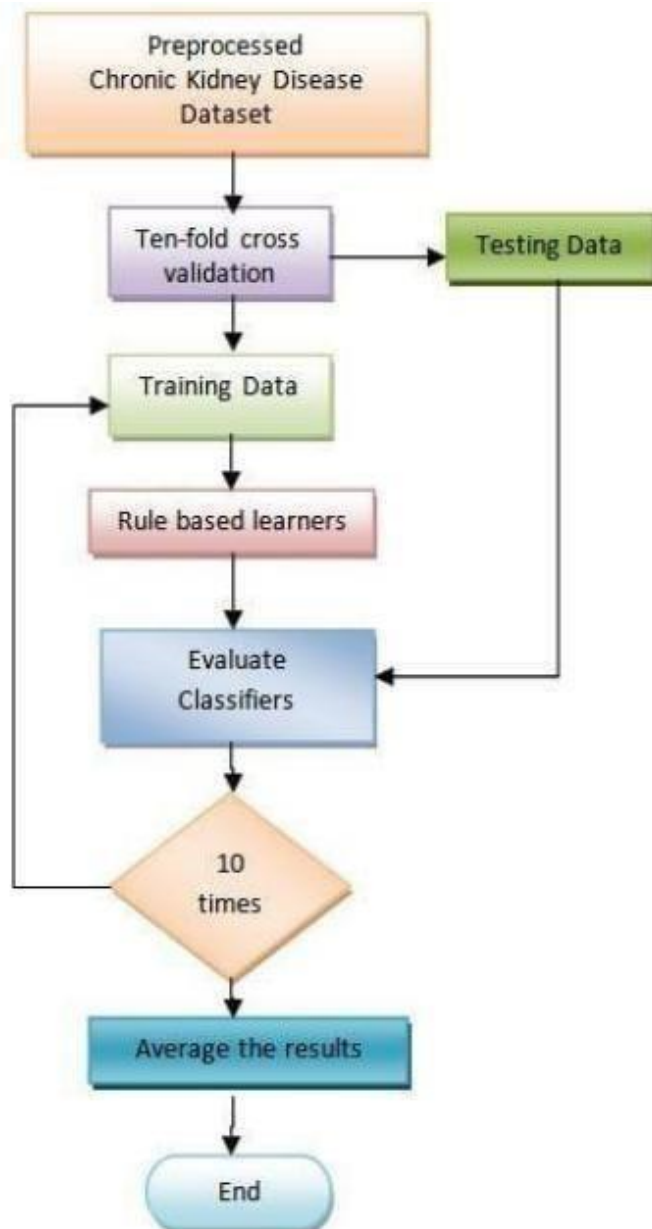 Preprocessed
Chronic Kidney Disease
Dataset
Ten-fold cross
validation
Testing Data
Training Data
Rule based learners
Evaluate
Classifiers
10
times
Average the results
End